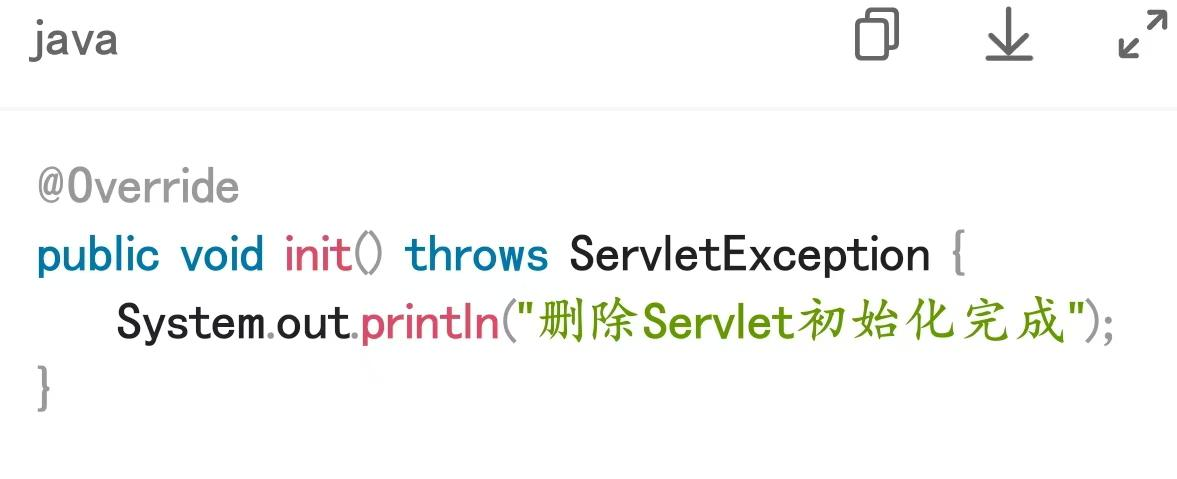 java
@Override
public void init() throws ServletException {
    System.out.println("删除Servlet初始化完成");
}